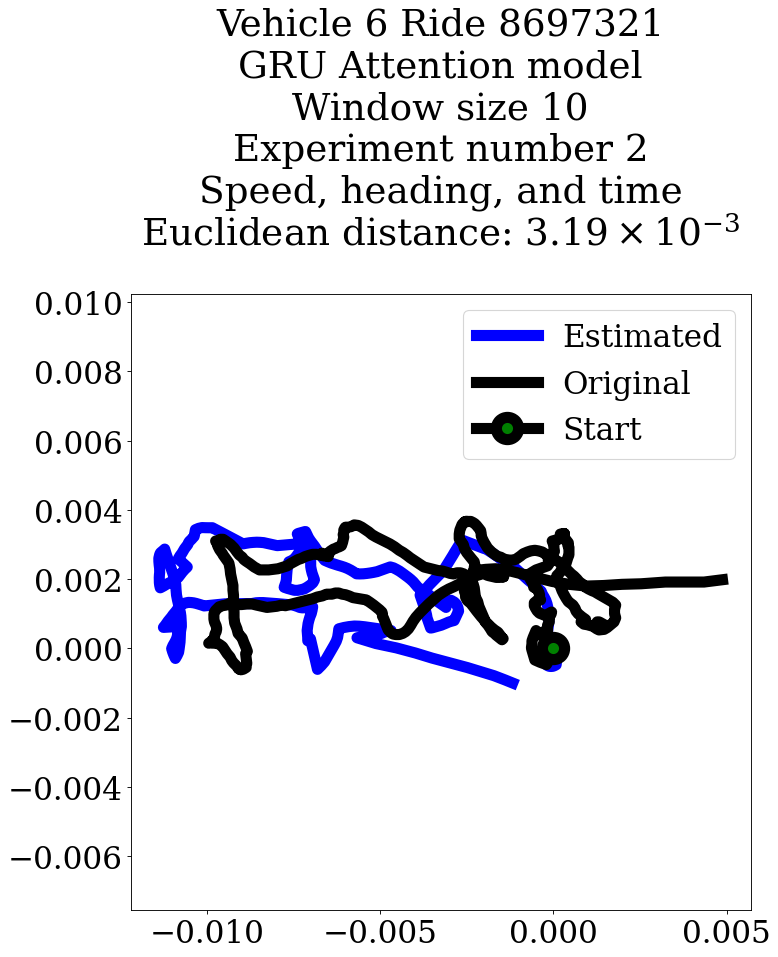 Vehicle 6 Ride 8697321
GRU Attention model
Window size 10
Experiment number 2
Speed, heading, and time
Euclidean distance: 3.19 × 10⁻³
0.010
0.008
0.006
0.004
0.002
0.000
−0.002
−0.004
−0.006
Estimated
Original
Start
−0.010 −0.005 0.000 0.005